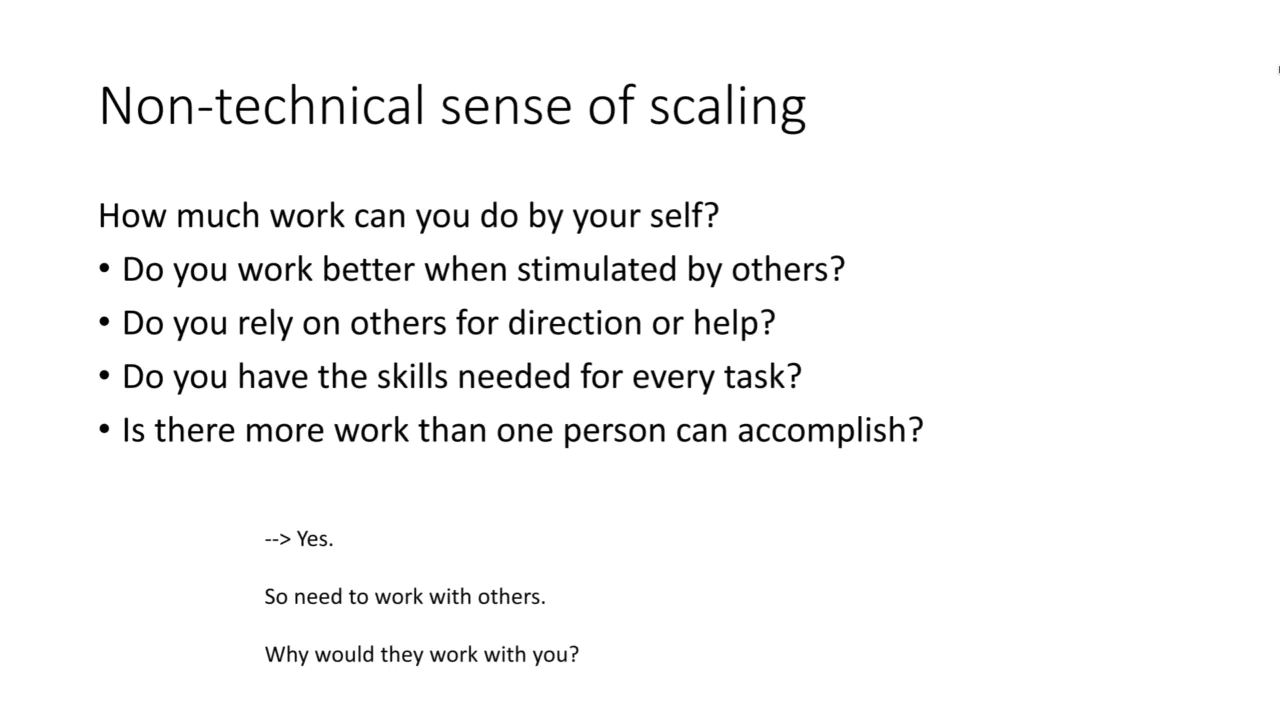 Non-technical sense of scaling
How much work can you do by your self?
• Do you work better when stimulated by others?
• Do you rely on others for direction or help?
• Do you have the skills needed for every task?
• Is there more work than one person can accomplish?
--> Yes.
So need to work with others.
Why would they work with you?